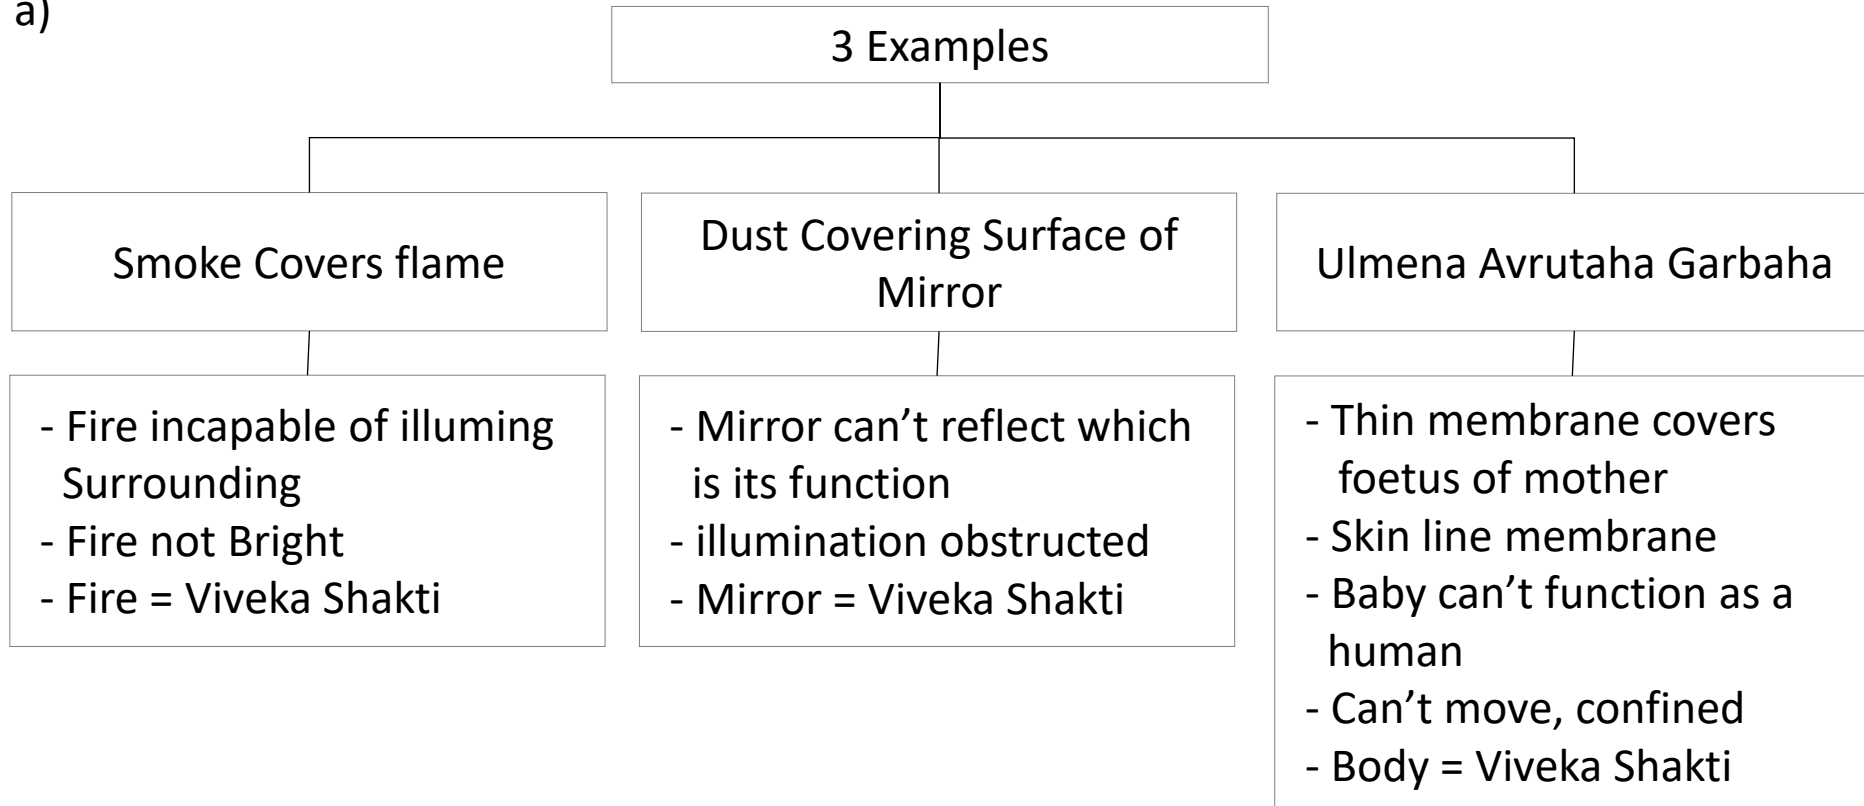 a)
3 Examples
Smoke Covers flame
- Fire incapable of illuming
Surrounding
- Fire not Bright
- Fire = Viveka Shakti
Dust Covering Surface of
Mirror
- Mirror can’t reflect which
is its function
- illumination obstructed
- Mirror = Viveka Shakti
Ulmena Avrutaha Garbaha
- Thin membrane covers
foetus of mother
- Skin line membrane
- Baby can’t function as a
human
- Can’t move, confined
- Body = Viveka Shakti